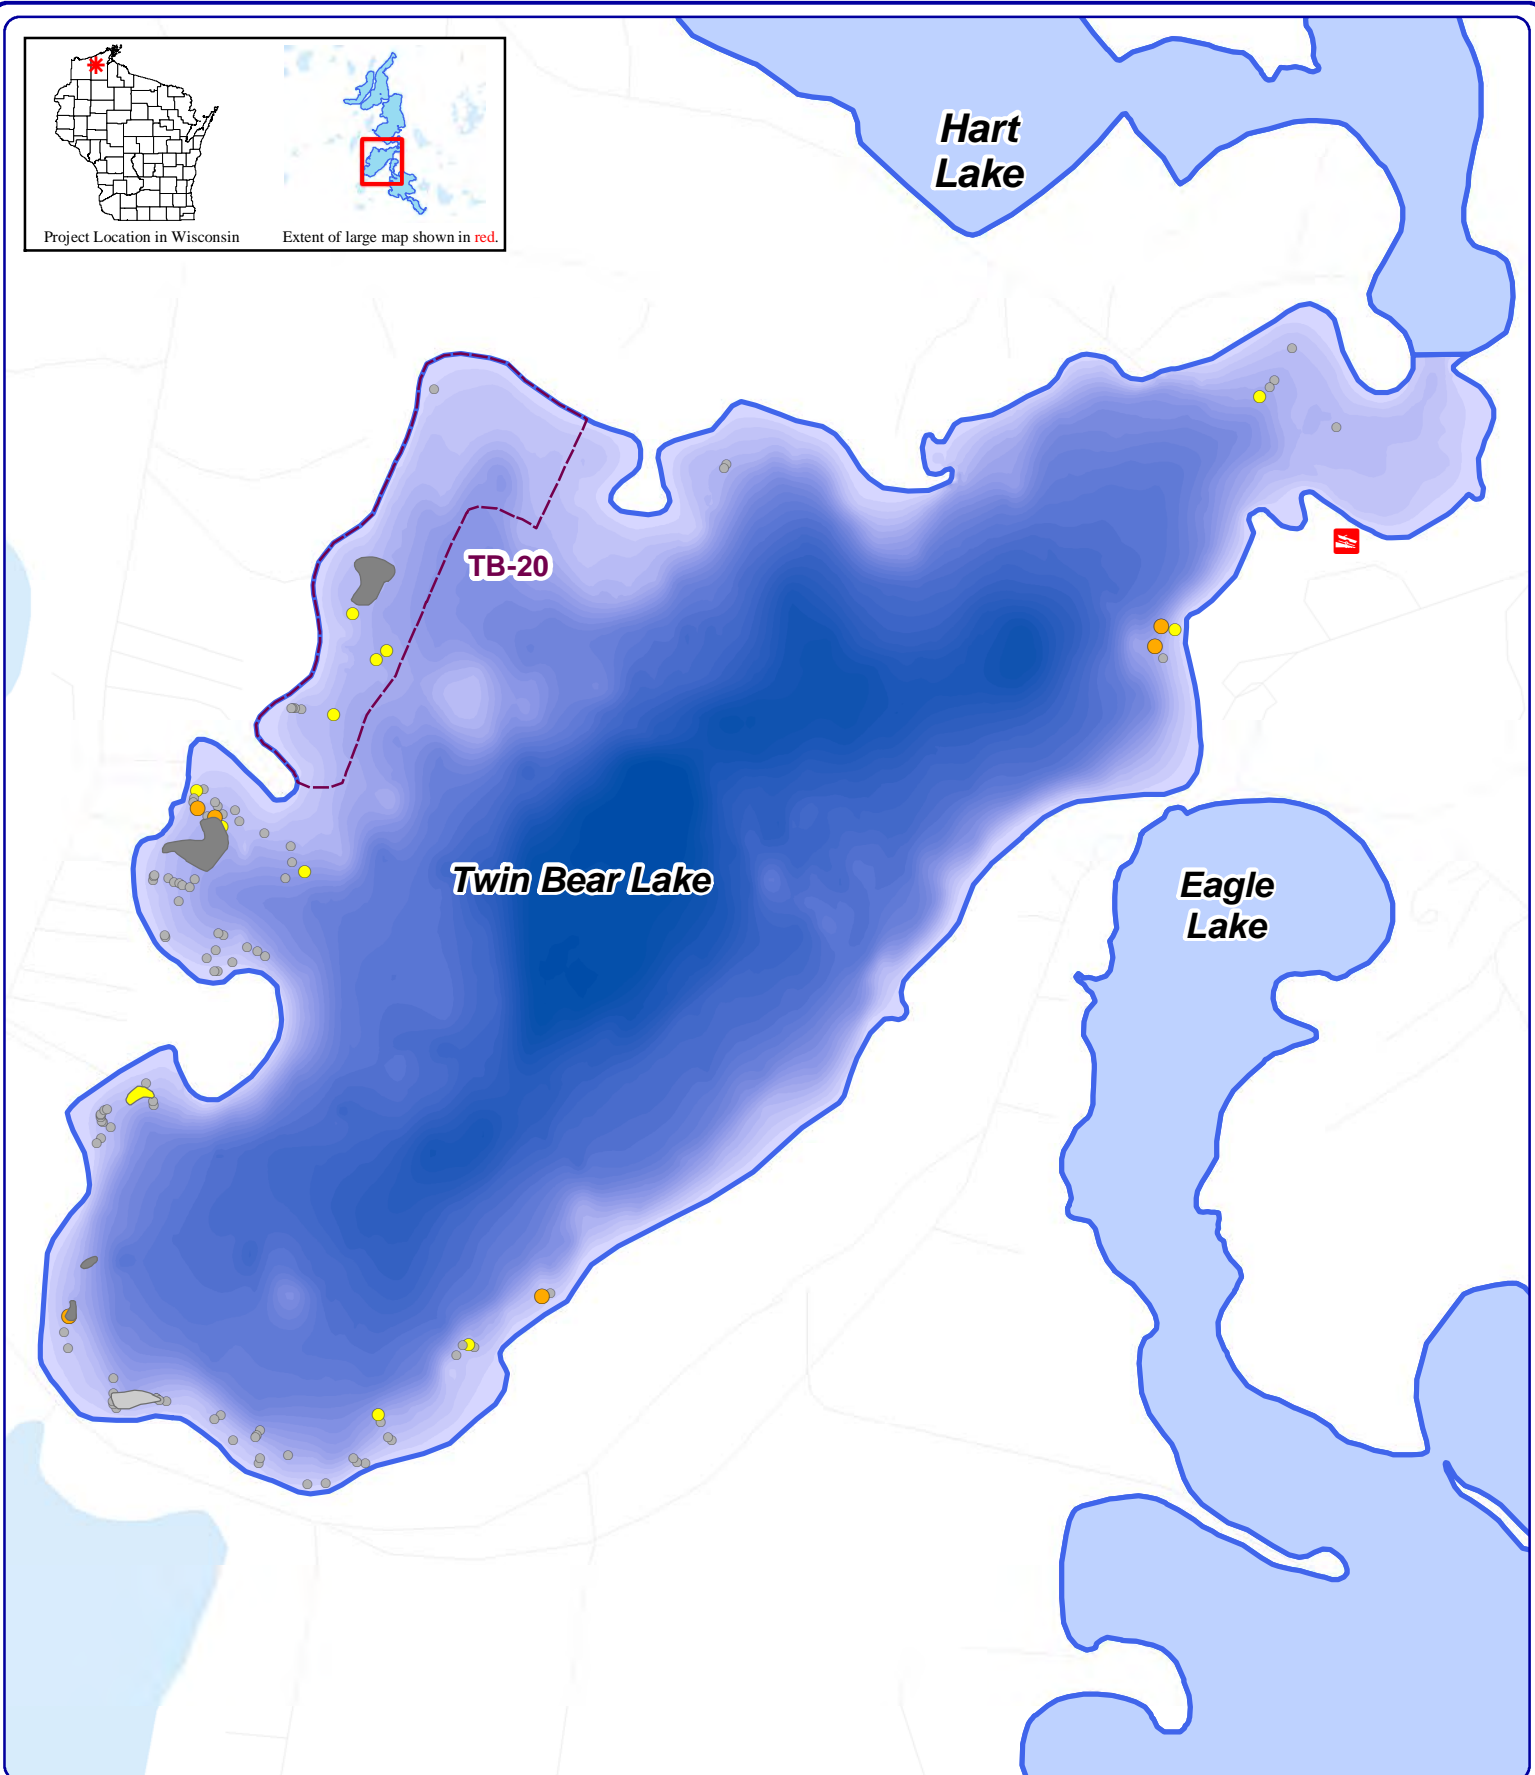 Project Location in Wisconsin
Extent of large map shown in red.
Hart
Lake
TB-20
Twin Bear Lake
Eagle
Lake